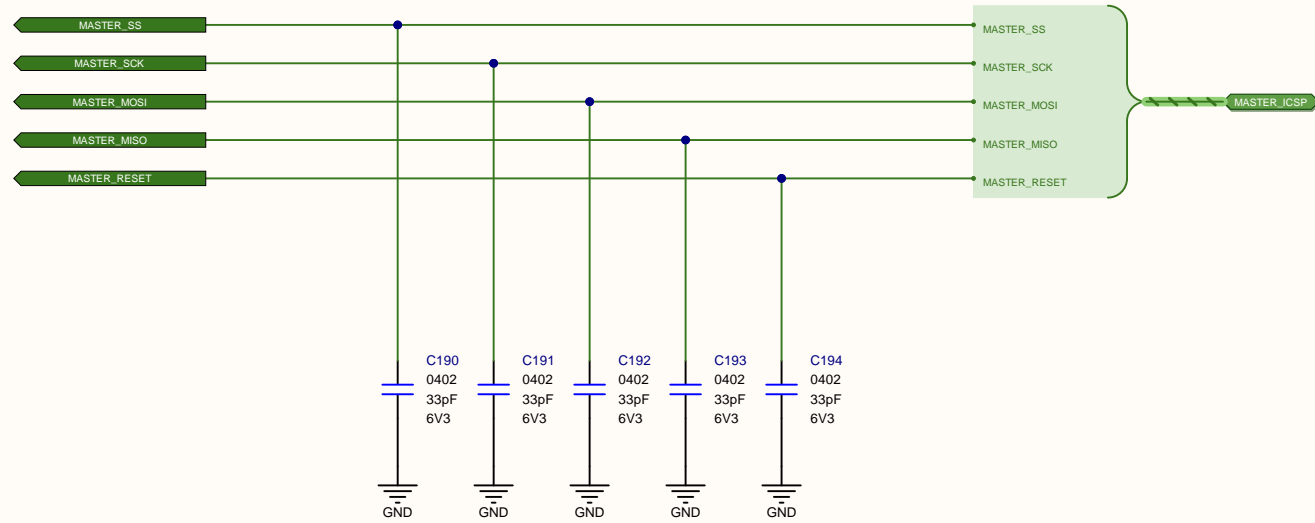 MASTER_SS
MASTER_SCK
MASTER_MOSI
MASTER_MISO
MASTER_RESET
MASTER_SS
MASTER_SCK
MASTER_MOSI
MASTER_MISO
MASTER_RESET
MASTER_ICSP
C190
0402
33pF
6V3
GND
C191
0402
33pF
6V3
GND
C192
0402
33pF
6V3
GND
C193
0402
33pF
6V3
GND
C194
0402
33pF
6V3
GND